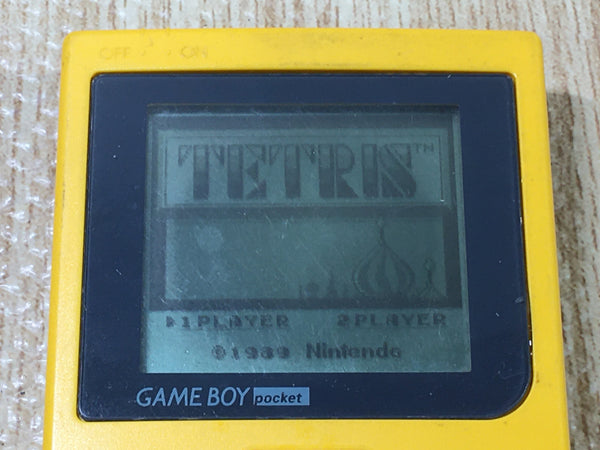 OFF ON
TETRIS™
▶1PLAYER 2PLAYER
©1989 Nintendo
GAME BOY pocket